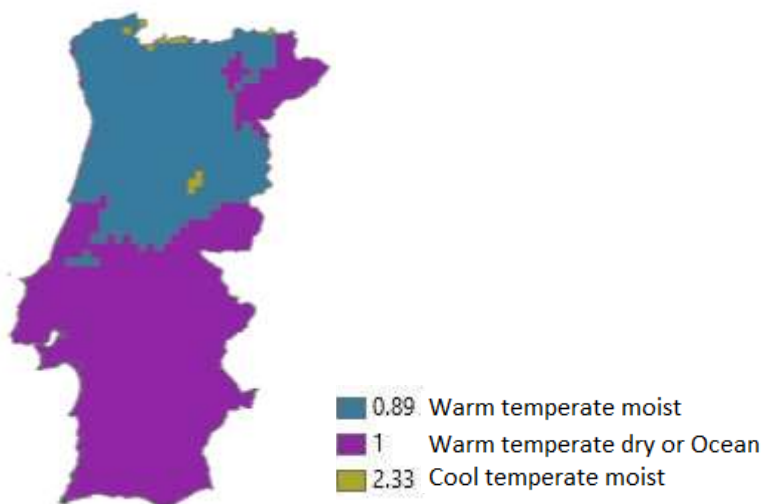 0.89 Warm temperate moist
1 Warm temperate dry or Ocean
2.33 Cool temperate moist